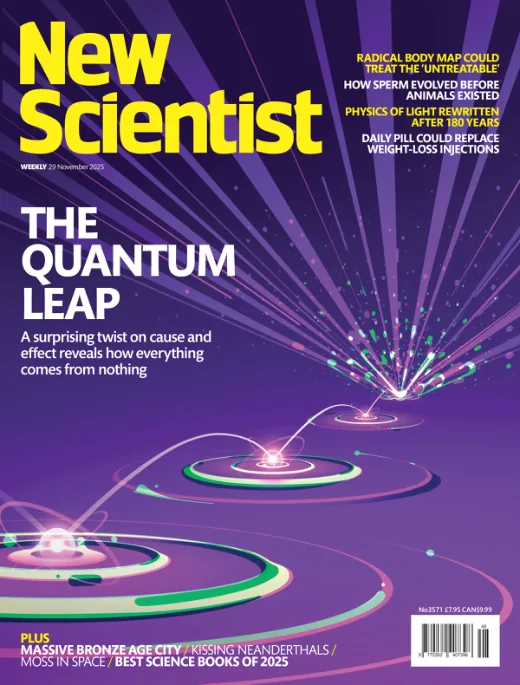 New
Scientist
WEEKLY 29 November 2025
RADICAL BODY MAP COULD
TREAT THE ‘UNTREATABLE’
HOW SPERM EVOLVED BEFORE
ANIMALS EXISTED
PHYSICS OF LIGHT REWRITTEN
AFTER 180 YEARS
DAILY PILL COULD REPLACE
WEIGHT-LOSS INJECTIONS
THE
QUANTUM
LEAP
A surprising twist on cause and
effect reveals how everything
comes from nothing
PLUS
MASSIVE BRONZE AGE CITY / KISSING NEANDERTHALS /
MOSS IN SPACE / BEST SCIENCE BOOKS OF 2025
No3571 £7.95 CAN$9.99
48